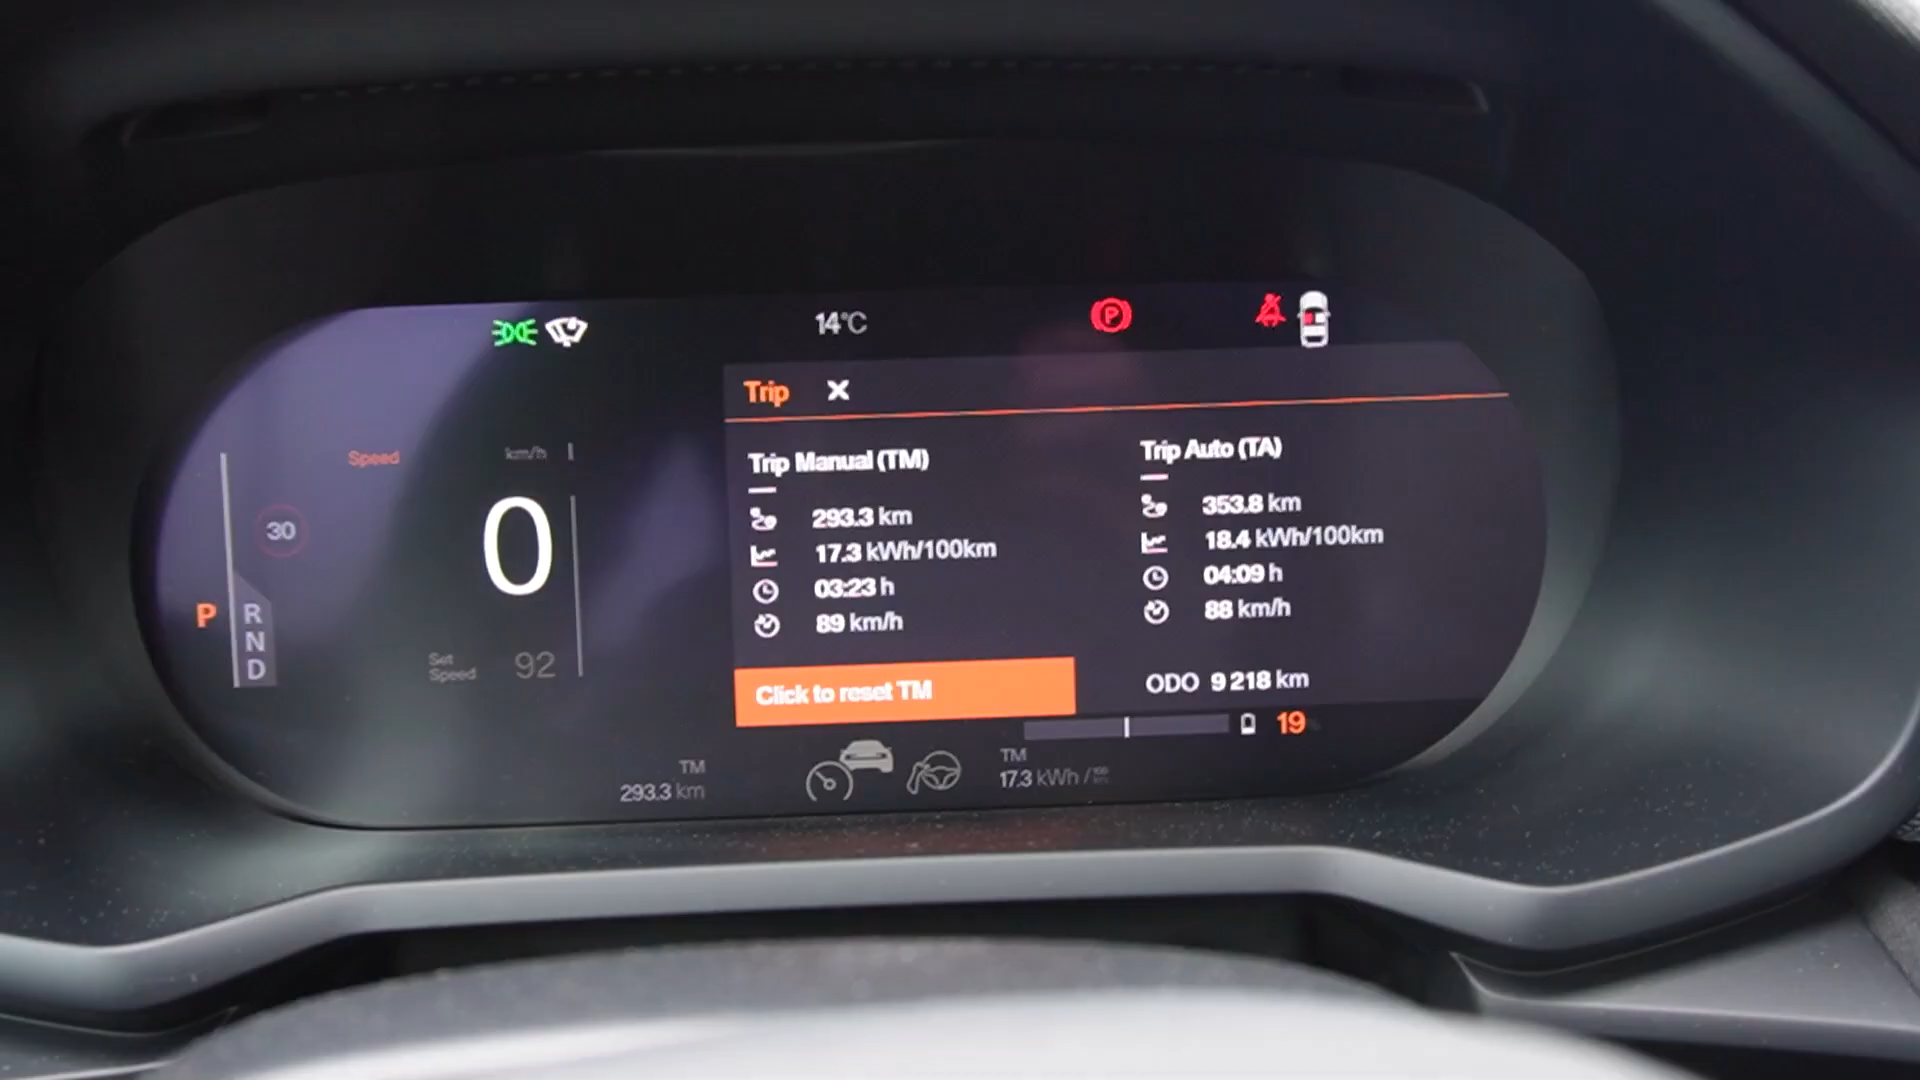 14°C
P
Trip X
Speed km/h
30
0
P
R
N
D
Set
Speed 92
Trip Manual (TM)
293.3 km
17.3 kWh/100km
03:23 h
89 km/h
Click to reset TM
Trip Auto (TA)
353.8 km
18.4 kWh/100km
04:09 h
88 km/h
ODO 9 218 km
19
TM
293.3 km
TM
17.3 kWh /100